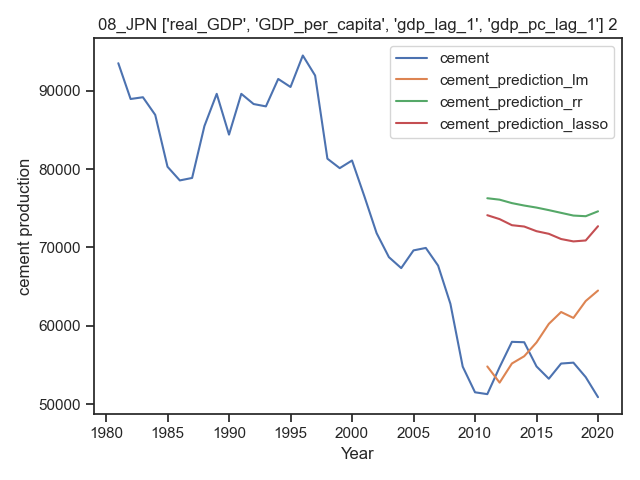 08_JPN ['real_GDP', 'GDP_per_capita', 'gdp_lag_1', 'gdp_pc_lag_1'] 2
cement
cement_prediction_lm
cement_prediction_rr
cement_prediction_lasso
cement production
90000
80000
70000
60000
50000
1980 1985 1990 1995 2000 2005 2010 2015 2020
Year